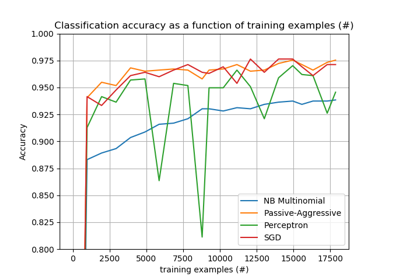 Classification accuracy as a function of training examples (#)
1.000
0.975
0.950
0.925
0.900
0.875
0.850
0.825
0.800
Accuracy
0 2500 5000 7500 10000 12500 15000 17500
training examples (#)
NB Multinomial
Passive-Aggressive
Perceptron
SGD